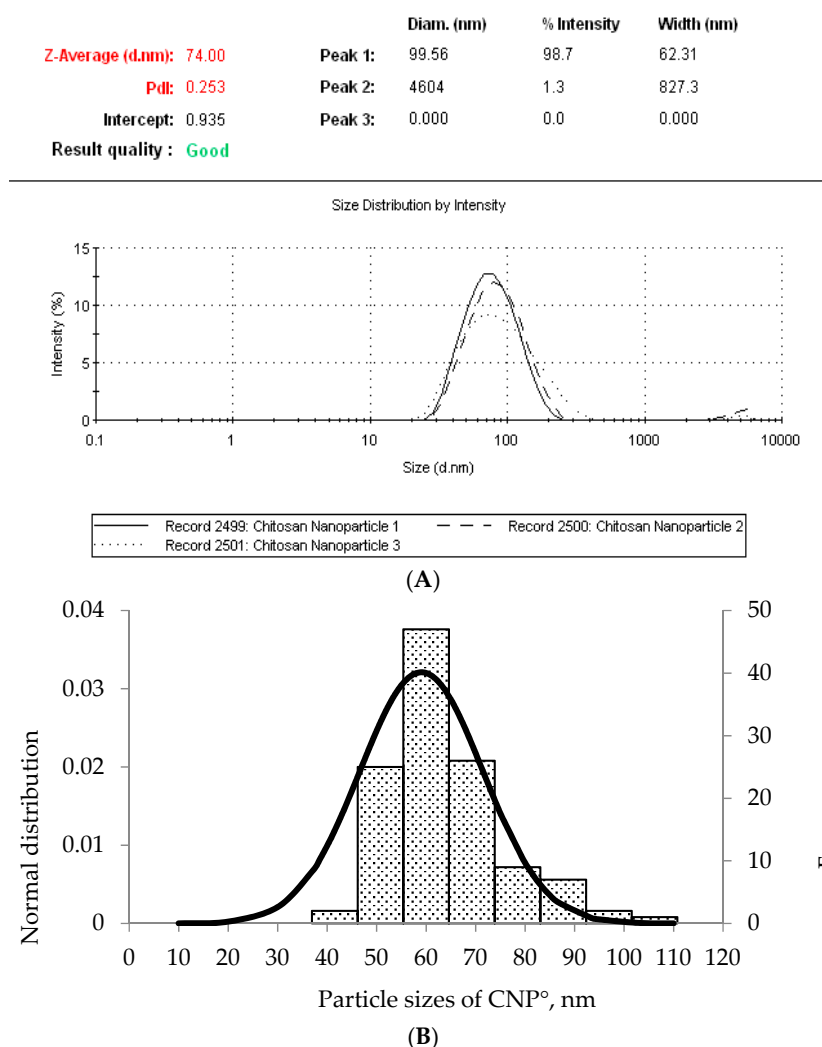 Diam. (nm) % Intensity Width (nm)
Z-Average (d.nm): 74.00 Peak 1: 99.56 98.7 62.31
PdI: 0.253 Peak 2: 4604 1.3 827.3
Intercept: 0.935 Peak 3: 0.000 0.0 0.000
Result quality : Good
Size Distribution by Intensity
15
10
5
0
Intensity (%)
0.1 1 10 100 1000 10000
Size (d.nm)
Record 2499: Chitosan Nanoparticle 1 Record 2500: Chitosan Nanoparticle 2
Record 2501: Chitosan Nanoparticle 3
(A)
0.04 50
40
0.03
30
0.02
20
0.01
10
0 0
Normal distribution
0 10 20 30 40 50 60 70 80 90 100 110 120
Particle sizes of CNP°, nm
(B)